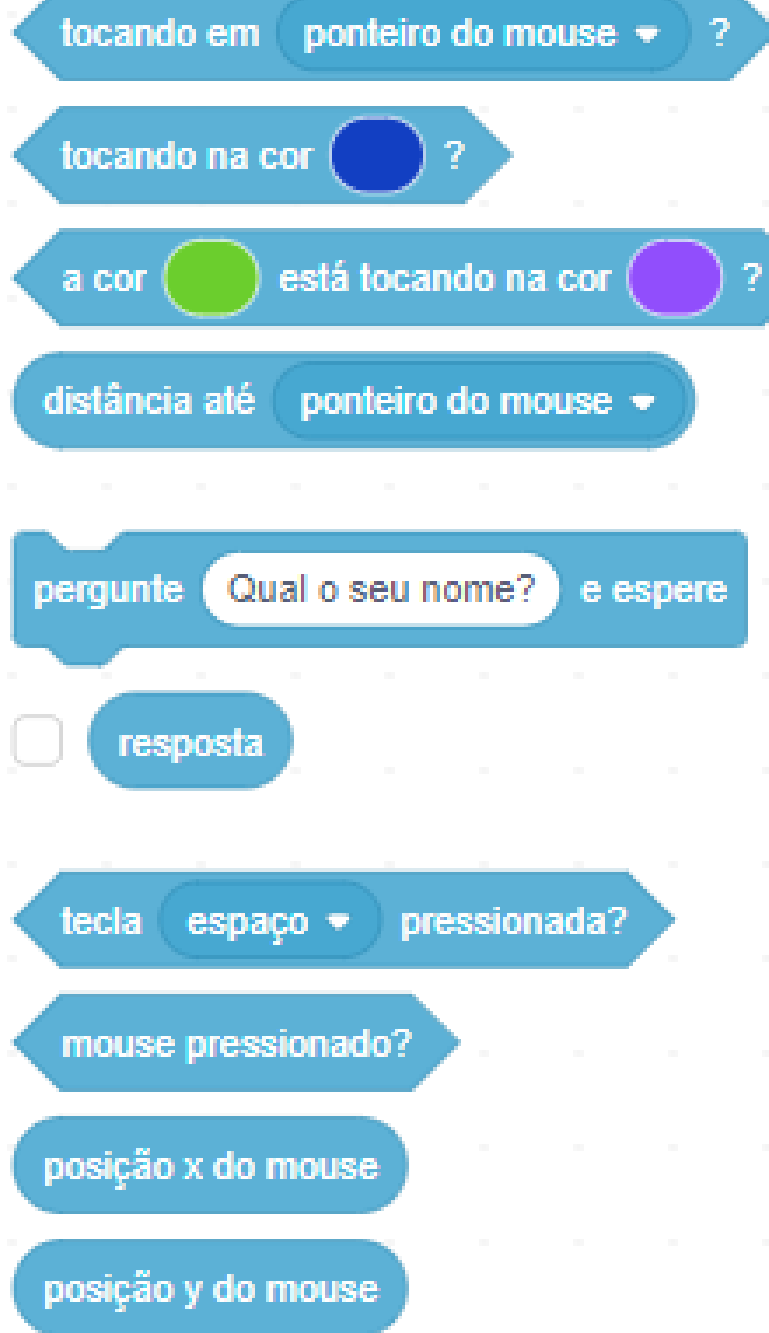 tocando em ponteiro do mouse ?
tocando na cor ?
a cor está tocando na cor ?
distância até ponteiro do mouse
pergunte Qual o seu nome? e espere
resposta
tecla espaço pressionada?
mouse pressionado?
posição x do mouse
posição y do mouse